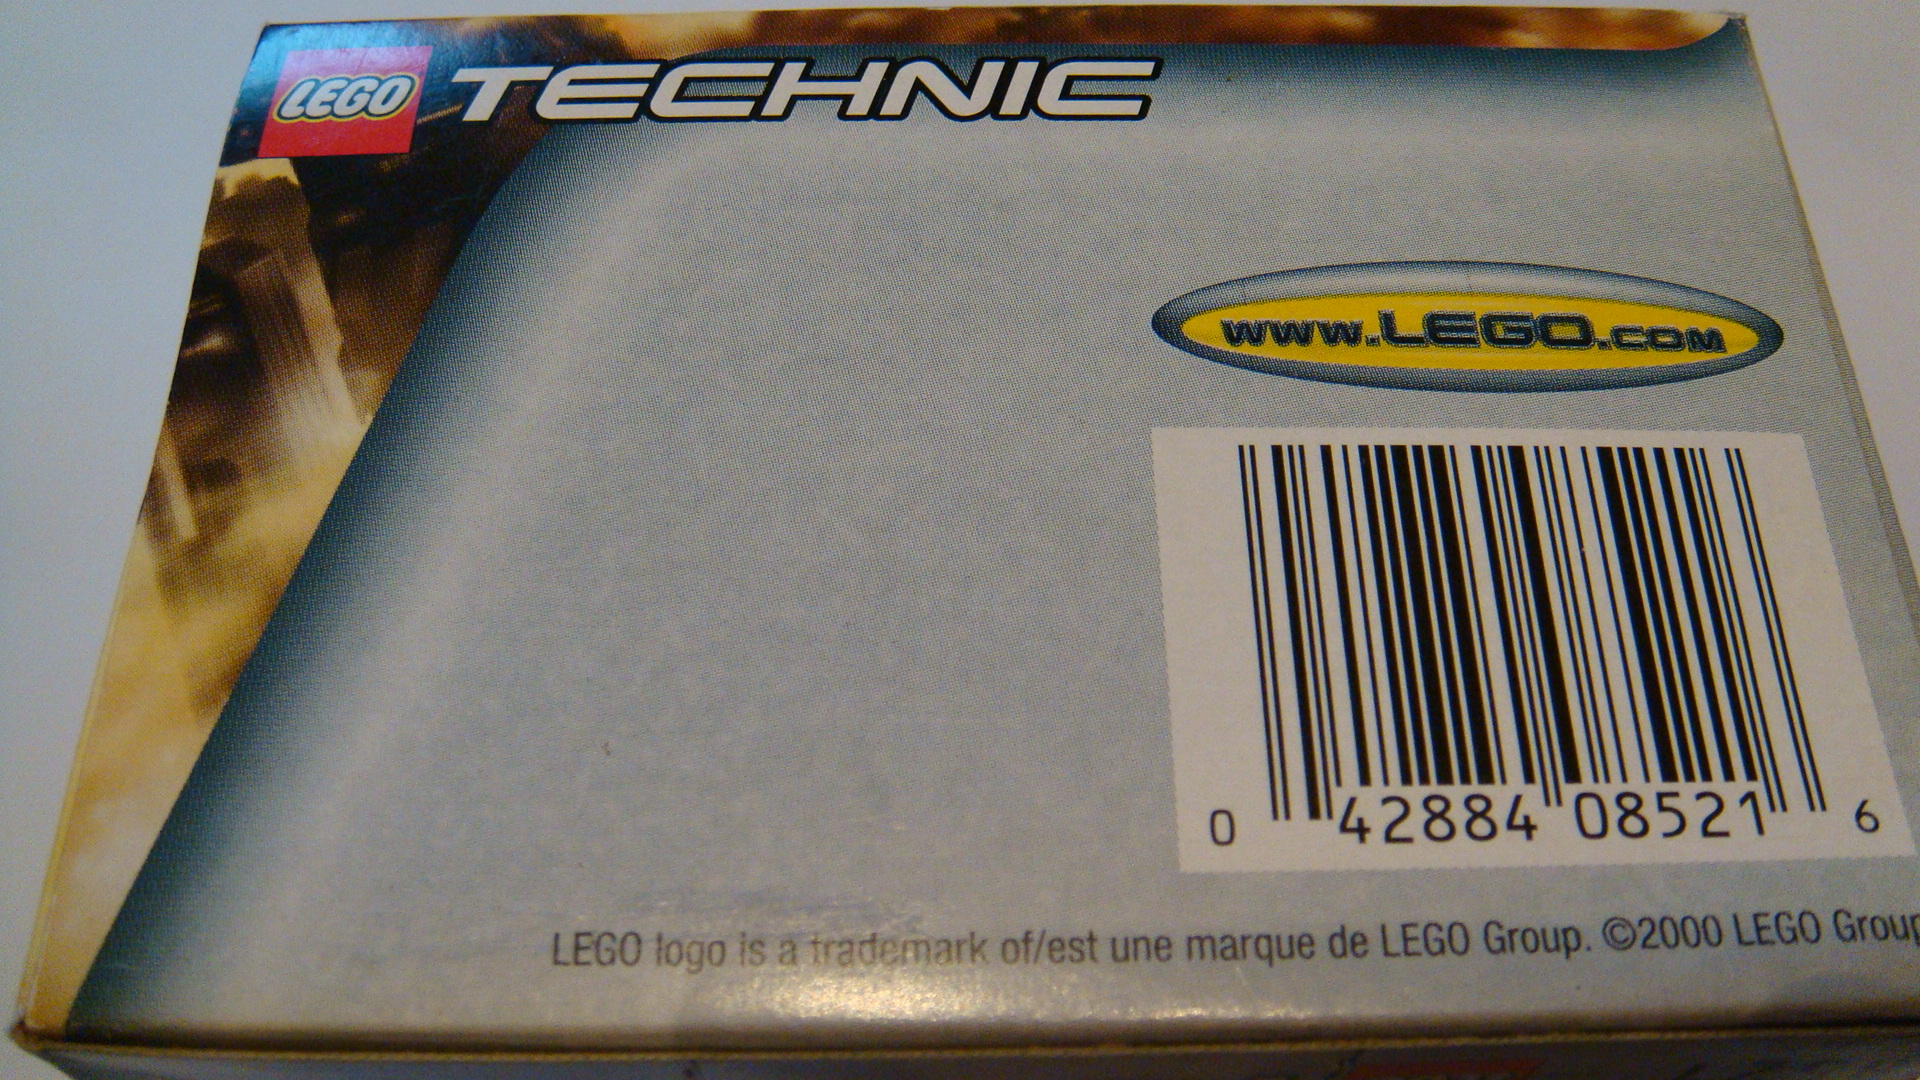 LEGO TECHNIC
www.LEGO.com
0 42884 08521 6
LEGO logo is a trademark of/est une marque de LEGO Group. ©2000 LEGO Group